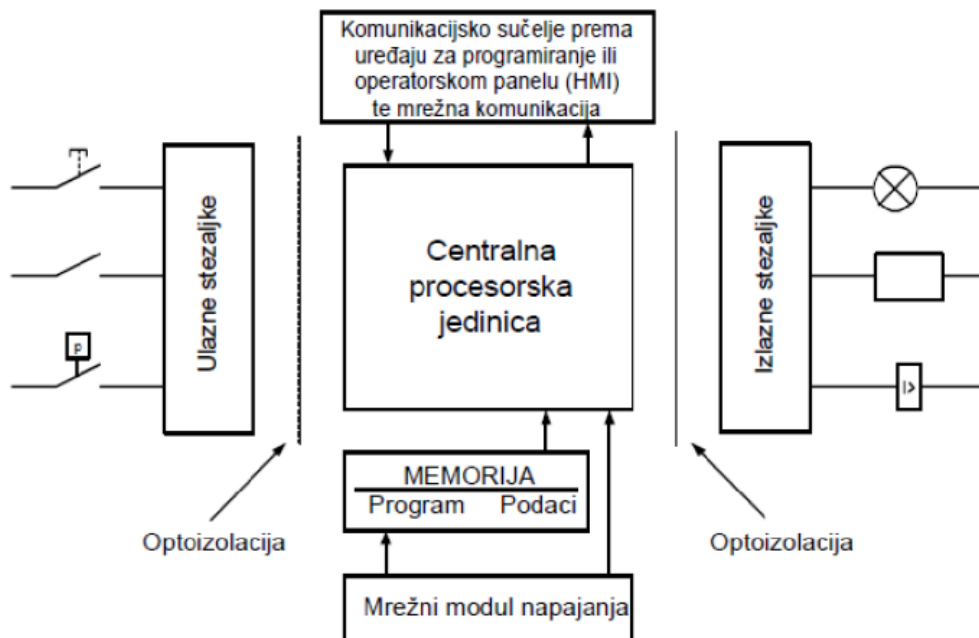 Komunikacijsko sučelje prema
uređaju za programiranje ili
operatorskom panelu (HMI)
te mrežna komunikacija
Ulazne stezaljke
p
Centralna
procesorska
jedinica
Izlazne stezaljke
I>
MEMORIJA
Program Podaci
Optoizolacija
Optoizolacija
Mrežni modul napajanja